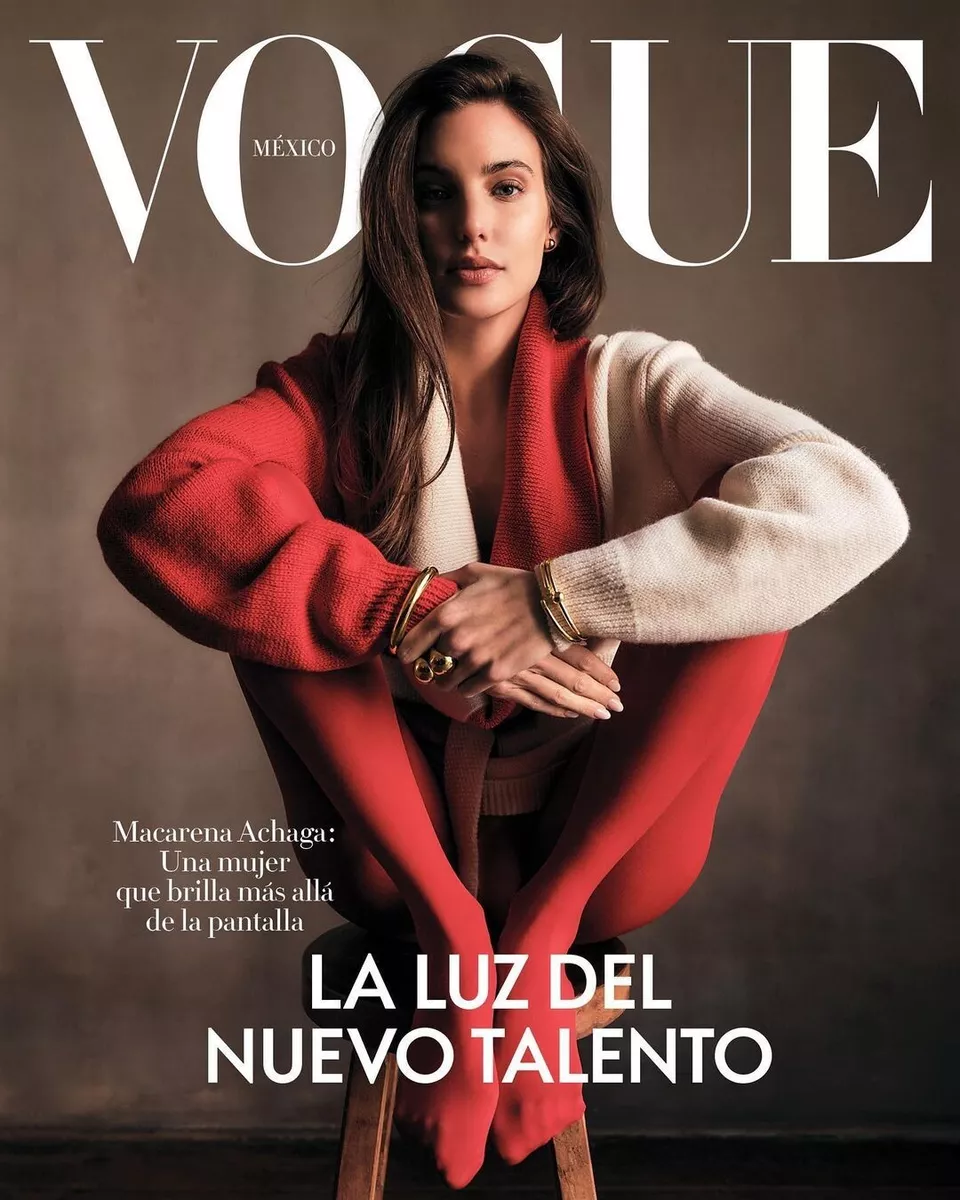 VOGUE
MÉXICO
Macarena Achaga:
Una mujer
que brilla más allá
de la pantalla
LA LUZ DEL
NUEVO TALENTO